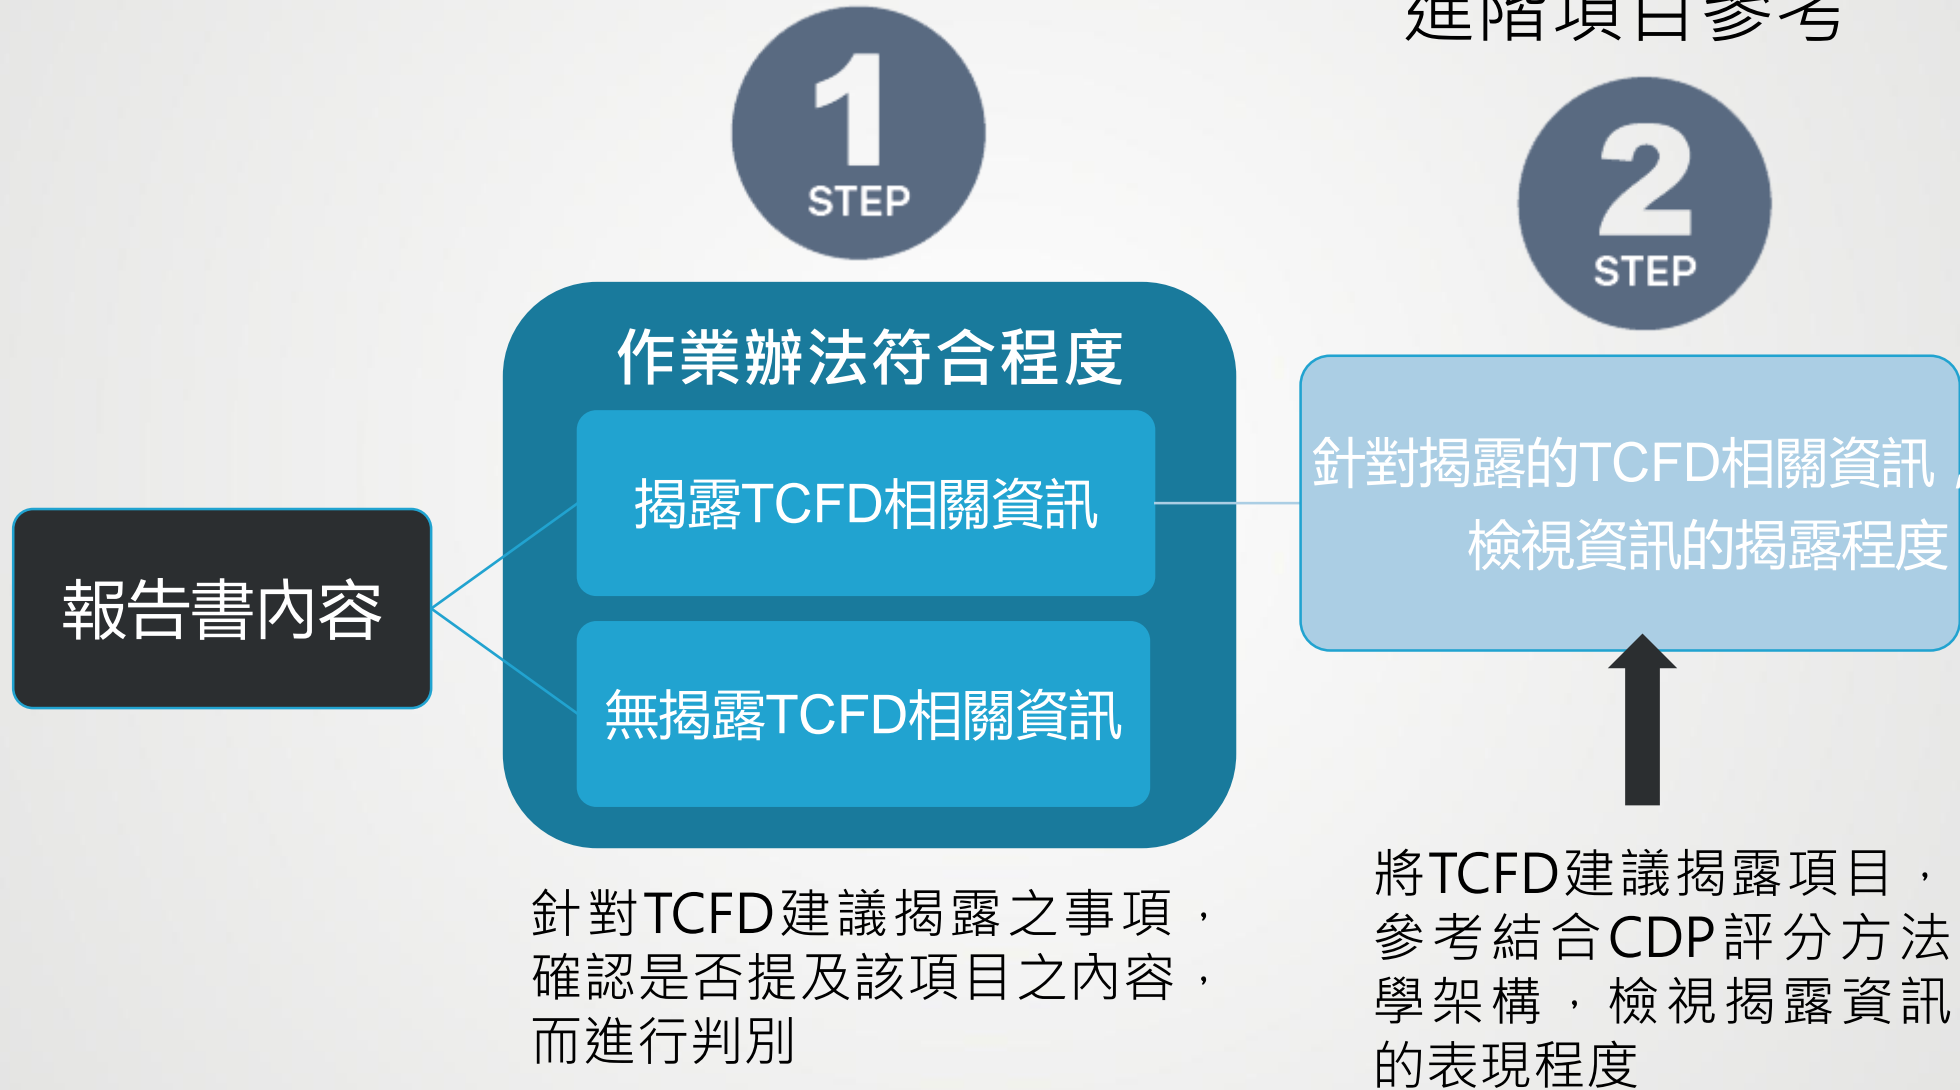 進階項目參考
1
STEP
2
STEP
作業辦法符合程度
揭露TCFD相關資訊
無揭露TCFD相關資訊
報告書內容
針對揭露的TCFD相關資訊，
檢視資訊的揭露程度
針對TCFD建議揭露之事項，
確認是否提及該項目之內容，
而進行判別
將TCFD建議揭露項目，
參考結合CDP評分方法
學架構，檢視揭露資訊
的表現程度